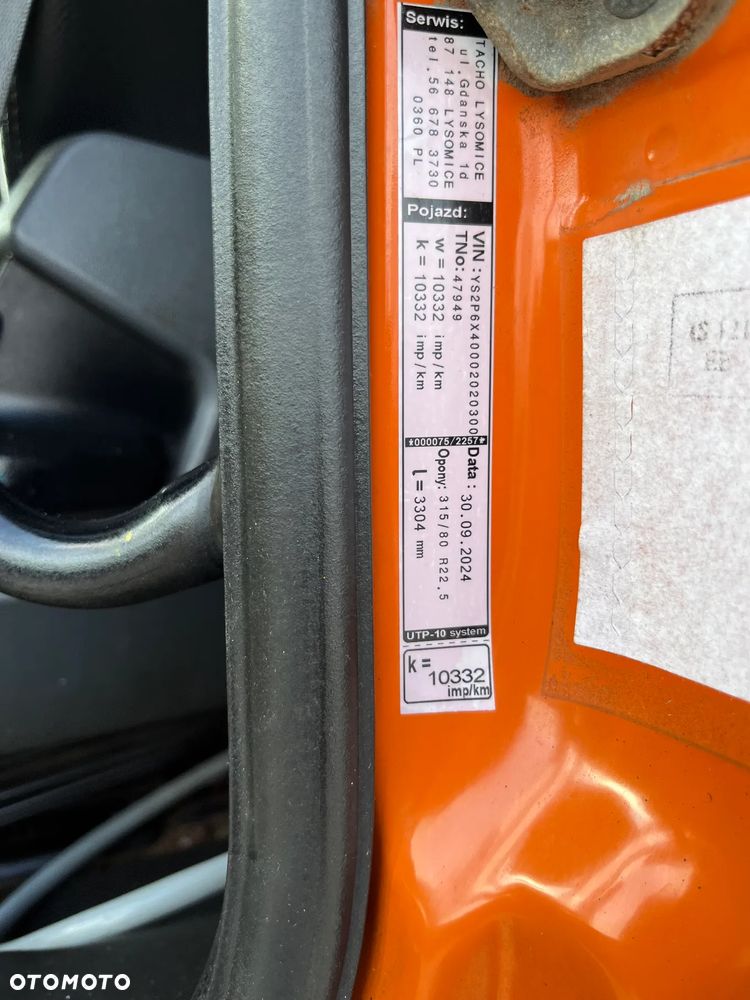 Serwis:
TACHO LYSOMICE
ul.Gdanska 1d
87 148 LYSOMICE
tel.56 678 3730
0360 PL
Pojazd:
VIN :YS2P6X40002020300
TNo:47949
w = 10332 imp/km
k = 10332 imp/km
*000075/2257*
Data : 30.09.2024
Opony: 315/80 R22,5
l = 3304 mm
UTP-10 system
k =
10332
imp/km
OTOMOTO